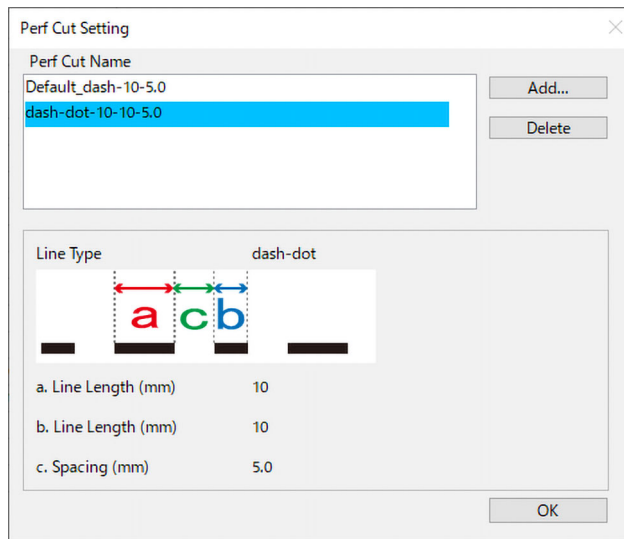 Perf Cut Setting
Perf Cut Name
Default_dash-10-5.0
dash-dot-10-10-5.0
Add...
Delete
Line Type dash-dot
a c b
a. Line Length (mm) 10
b. Line Length (mm) 10
c. Spacing (mm) 5.0
OK